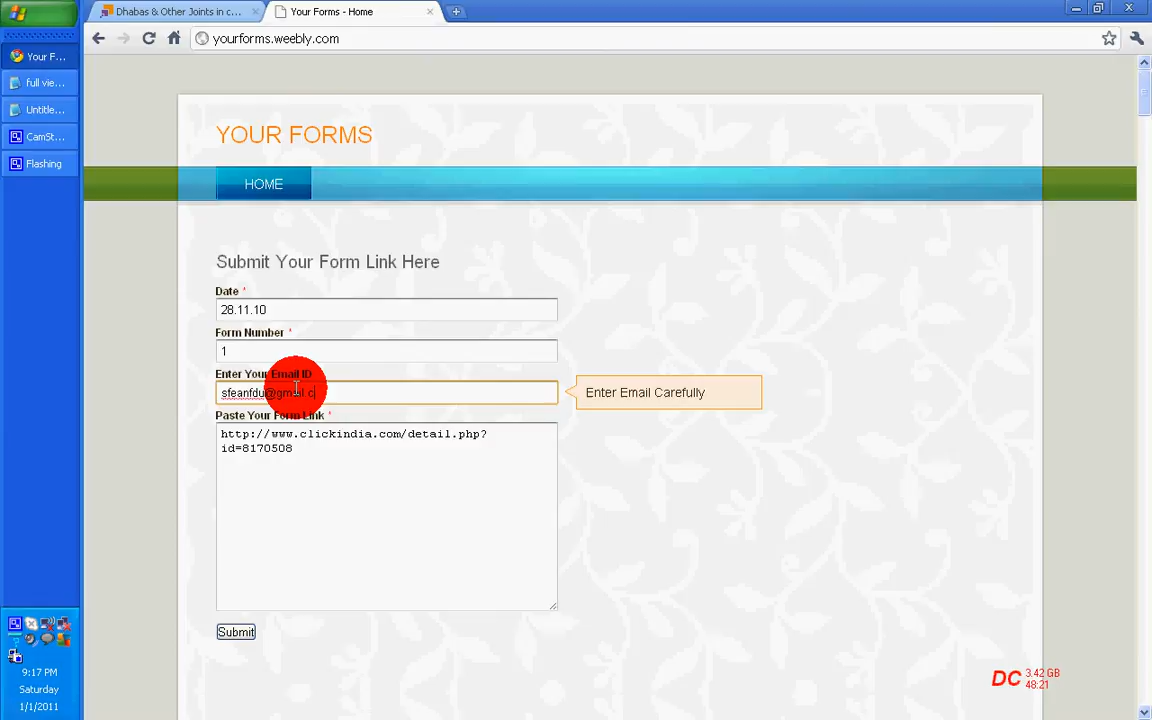 Dhabas & Other Joints in c...
Your Forms - Home
yourforms.weebly.com
Your F...
full vie...
Untitle...
CamSt...
Flashing
YOUR FORMS
HOME
Submit Your Form Link Here
Date *
28.11.10
Form Number *
1
Enter Your Email ID
sfeanfdu@gmail.c
Enter Email Carefully
Paste Your Form Link *
http://www.clickindia.com/detail.php?
id=8170508
Submit
9:17 PM
Saturday
1/1/2011
DC 3.42 GB
48:21